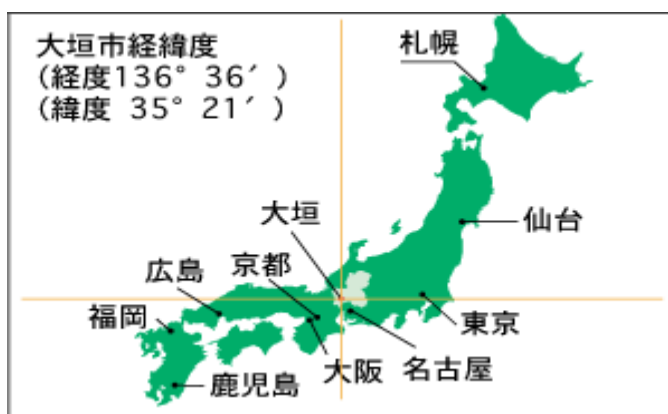 大垣市経緯度
(経度136° 36′ )
(緯度 35° 21′ )
札幌
仙台
大垣
京都
広島
福岡
東京
名古屋
大阪
鹿児島